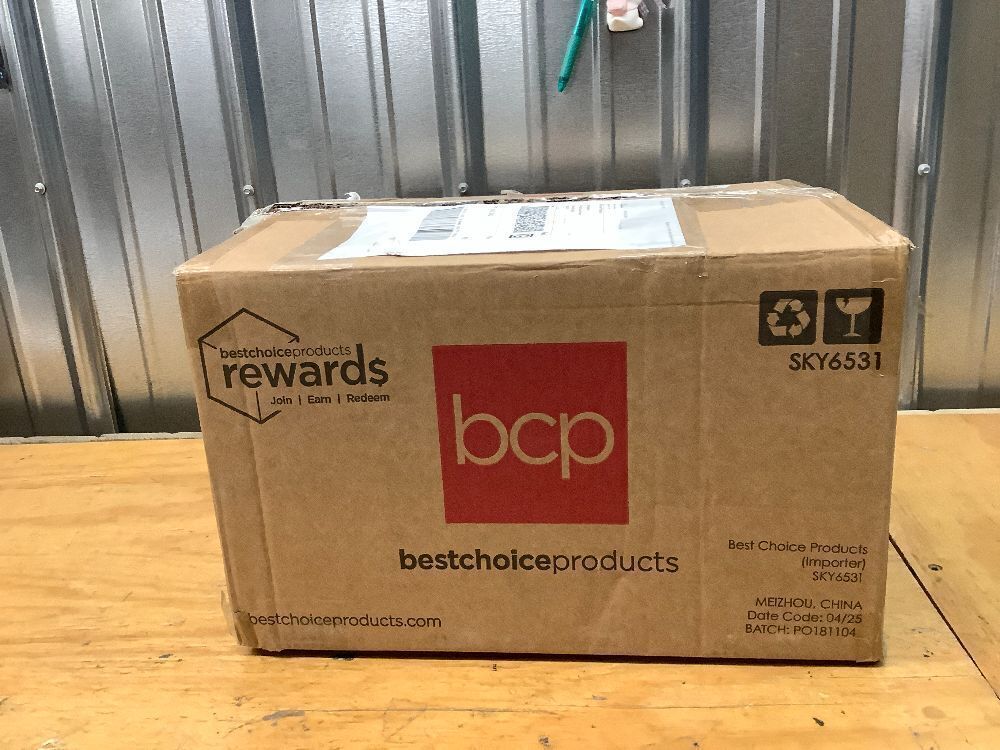 bestchoiceproducts
rewards
Join | Earn | Redeem
SKY6531
bcp
bestchoiceproducts
Best Choice Products
(Importer)
SKY6531
MEIZHOU, CHINA
Date Code: 04/25
BATCH: PO181104
bestchoiceproducts.com